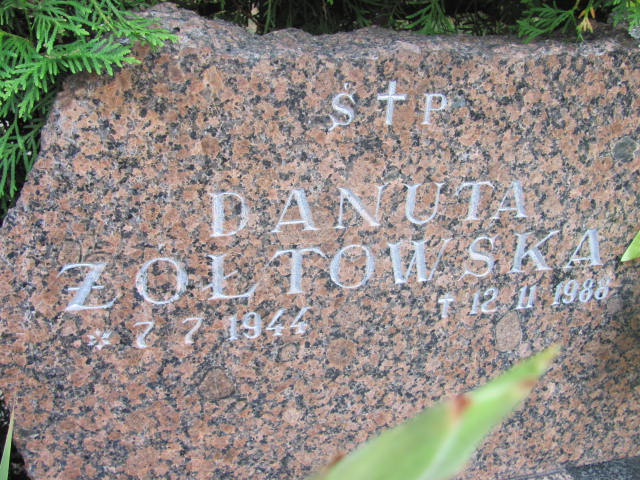 Ś † P
DANUTA
ŻOŁTOWSKA
* 7 7 1944 † 12 11 1988